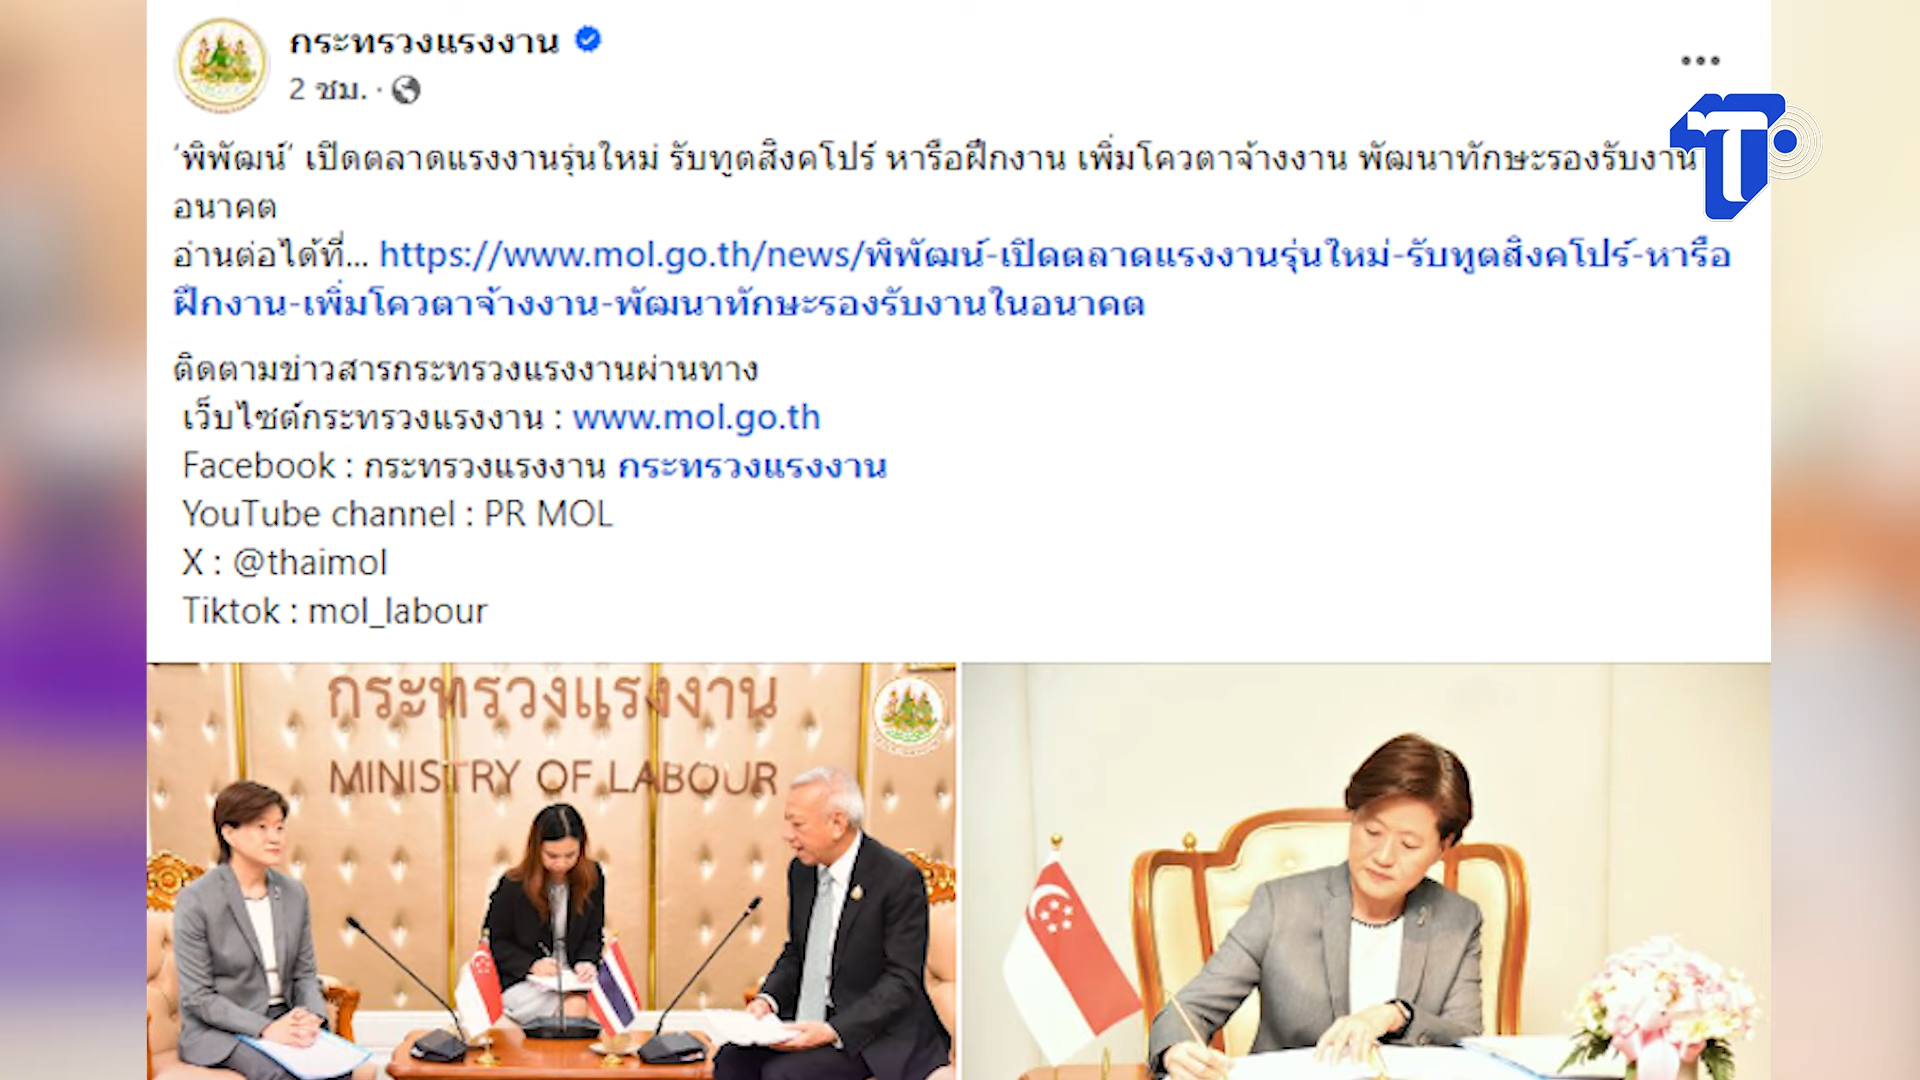 กระทรวงแรงงาน
2 ชม. ·
‘พิพัฒน์’ เปิดตลาดแรงงานรุ่นใหม่ รับทูตสิงคโปร์ หารือฝึกงาน เพิ่มโควตาจ้างงาน พัฒนาทักษะรองรับงาน
อนาคต
อ่านต่อได้ที่... https://www.mol.go.th/news/พิพัฒน์-เปิดตลาดแรงงานรุ่นใหม่-รับทูตสิงคโปร์-หารือ
ฝึกงาน-เพิ่มโควตาจ้างงาน-พัฒนาทักษะรองรับงานในอนาคต
ติดตามข่าวสารกระทรวงแรงงานผ่านทาง
เว็บไซต์กระทรวงแรงงาน : www.mol.go.th
Facebook : กระทรวงแรงงาน กระทรวงแรงงาน
YouTube channel : PR MOL
X : @thaimol
Tiktok : mol_labour
กระทรวงแรงงาน
MINISTRY OF LABOUR